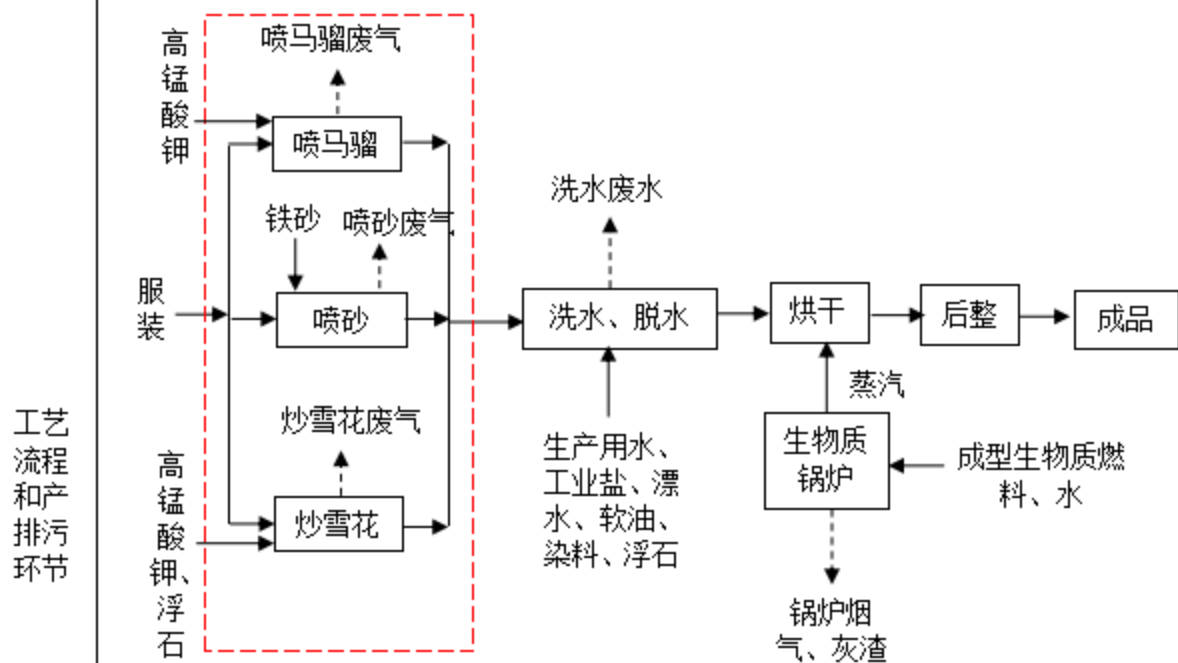 工艺
流程
和产
排污
环节
高
锰
酸
钾
喷马骝废气
喷马骝
铁砂
喷砂废气
服
装
喷砂
炒雪花废气
高
锰
酸
钾、
浮
石
炒雪花
洗水废水
洗水、脱水
生产用水、
工业盐、漂
水、软油、
染料、浮石
烘干
蒸汽
生物质
锅炉
成型生物质燃
料、水
锅炉烟
气、灰渣
后整
成品